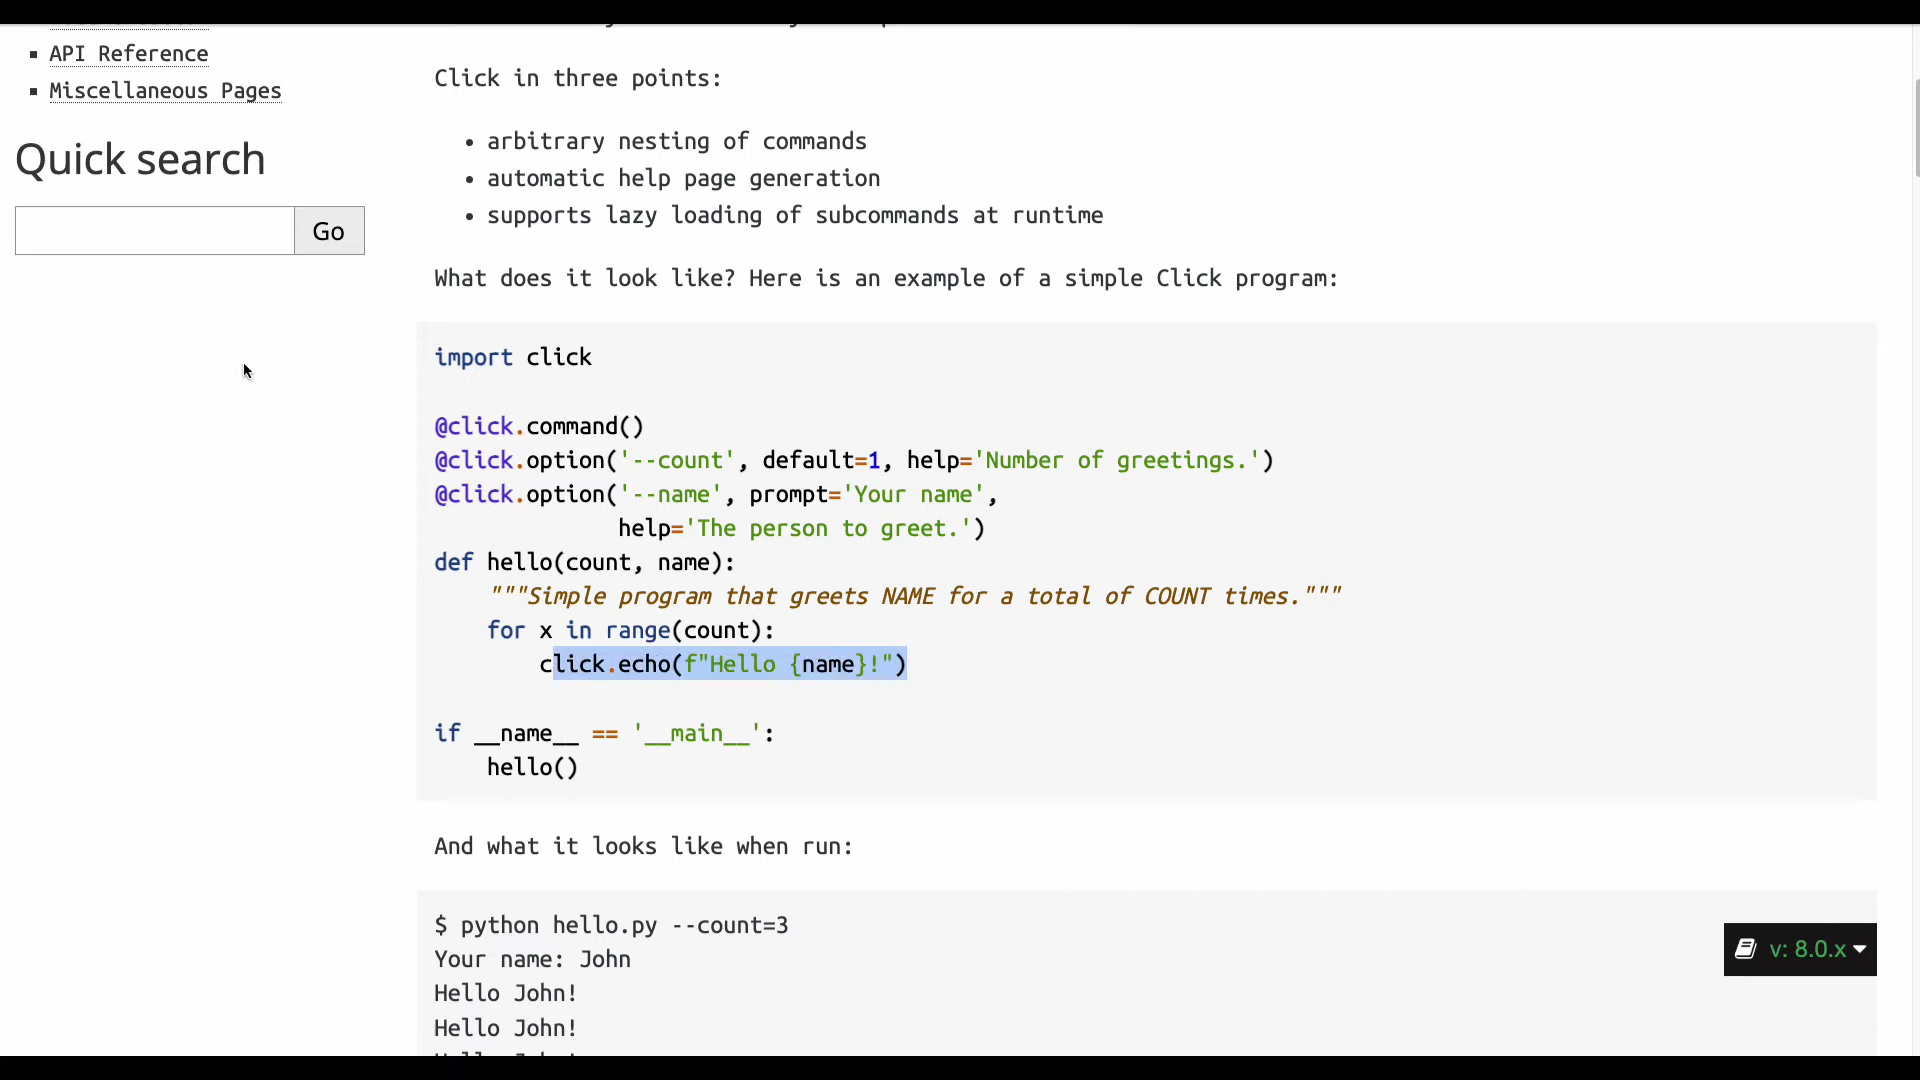 API Reference
Miscellaneous Pages
Quick search
Go
Click in three points:
arbitrary nesting of commands
automatic help page generation
supports lazy loading of subcommands at runtime
What does it look like? Here is an example of a simple Click program:
import click
@click.command()
@click.option('--count', default=1, help='Number of greetings.')
@click.option('--name', prompt='Your name',
help='The person to greet.')
def hello(count, name):
"""Simple program that greets NAME for a total of COUNT times."""
for x in range(count):
click.echo(f"Hello {name}!")
if __name__ == '__main__':
hello()
And what it looks like when run:
$ python hello.py --count=3
Your name: John
Hello John!
Hello John!
v: 8.0.x